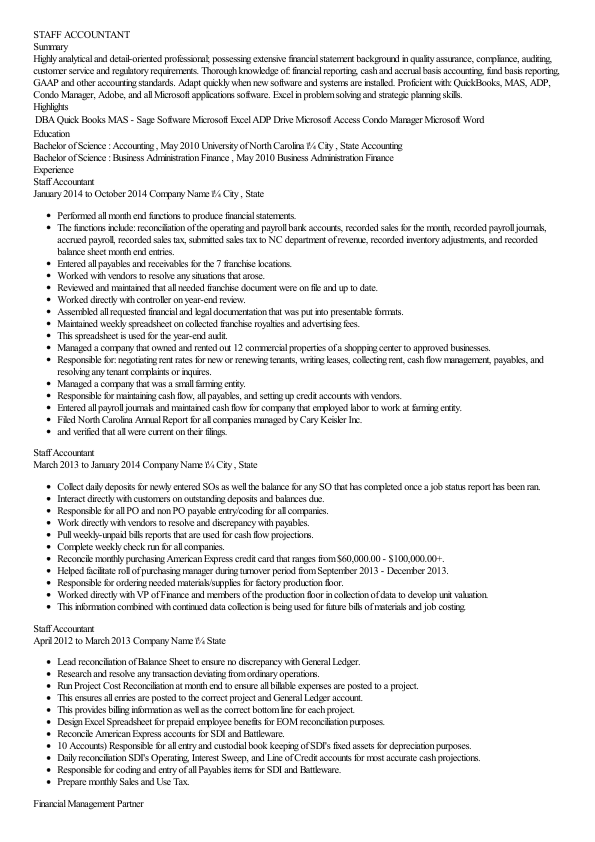 STAFF ACCOUNTANT
Summary
Highly analytical and detail-oriented professional; possessing extensive financial statement background in quality assurance, compliance, auditing,
customer service and regulatory requirements. Thorough knowledge of: financial reporting, cash and accrual basis accounting, fund basis reporting,
GAAP and other accounting standards. Adapt quickly when new software and systems are installed. Proficient with: QuickBooks, MAS, ADP,
Condo Manager, Adobe, and all Microsoft applications software. Excel in problem solving and strategic planning skills.
Highlights
DBA Quick Books MAS - Sage Software Microsoft Excel ADP Drive Microsoft Access Condo Manager Microsoft Word
Education
Bachelor of Science : Accounting , May 2010 University of North Carolina ï¼ City , State Accounting
Bachelor of Science : Business Administration Finance , May 2010 Business Administration Finance
Experience
Staff Accountant
January 2014 to October 2014 Company Name ï¼ City , State
• Performed all month end functions to produce financial statements.
• The functions include: reconciliation of the operating and payroll bank accounts, recorded sales for the month, recorded payroll journals,
accrued payroll, recorded sales tax, submitted sales tax to NC department of revenue, recorded inventory adjustments, and recorded
balance sheet month end entries.
• Entered all payables and receivables for the 7 franchise locations.
• Worked with vendors to resolve any situations that arose.
• Reviewed and maintained that all needed franchise document were on file and up to date.
• Worked directly with controller on year-end review.
• Assembled all requested financial and legal documentation that was put into presentable formats.
• Maintained weekly spreadsheet on collected franchise royalties and advertising fees.
• This spreadsheet is used for the year-end audit.
• Managed a company that owned and rented out 12 commercial properties of a shopping center to approved businesses.
• Responsible for: negotiating rent rates for new or renewing tenants, writing leases, collecting rent, cash flow management, payables, and
resolving any tenant complaints or inquires.
• Managed a company that was a small farming entity.
• Responsible for maintaining cash flow, all payables, and setting up credit accounts with vendors.
• Entered all payroll journals and maintained cash flow for company that employed labor to work at farming entity.
• Filed North Carolina Annual Report for all companies managed by Cary Keisler Inc.
• and verified that all were current on their filings.
Staff Accountant
March 2013 to January 2014 Company Name ï¼ City , State
• Collect daily deposits for newly entered SOs as well the balance for any SO that has completed once a job status report has been ran.
• Interact directly with customers on outstanding deposits and balances due.
• Responsible for all PO and non PO payable entry/coding for all companies.
• Work directly with vendors to resolve and discrepancy with payables.
• Pull weekly-unpaid bills reports that are used for cash flow projections.
• Complete weekly check run for all companies.
• Reconcile monthly purchasing American Express credit card that ranges from $60,000.00 - $100,000.00+.
• Helped facilitate roll of purchasing manager during turnover period from September 2013 - December 2013.
• Responsible for ordering needed materials/supplies for factory production floor.
• Worked directly with VP of Finance and members of the production floor in collection of data to develop unit valuation.
• This information combined with continued data collection is being used for future bills of materials and job costing.
Staff Accountant
April 2012 to March 2013 Company Name ï¼ State
• Lead reconciliation of Balance Sheet to ensure no discrepancy with General Ledger.
• Research and resolve any transaction deviating from ordinary operations.
• Run Project Cost Reconciliation at month end to ensure all billable expenses are posted to a project.
• This ensures all enries are posted to the correct project and General Ledger account.
• This provides billing information as well as the correct bottom line for each project.
• Design Excel Spreadsheet for prepaid employee benefits for EOM reconciliation purposes.
• Reconcile American Express accounts for SDI and Battleware.
• 10 Accounts) Responsible for all entry and custodial book keeping of SDI's fixed assets for depreciation purposes.
• Daily reconciliation SDI's Operating, Interest Sweep, and Line of Credit accounts for most accurate cash projections.
• Responsible for coding and entry of all Payables items for SDI and Battleware.
• Prepare monthly Sales and Use Tax.
Financial Management Partner